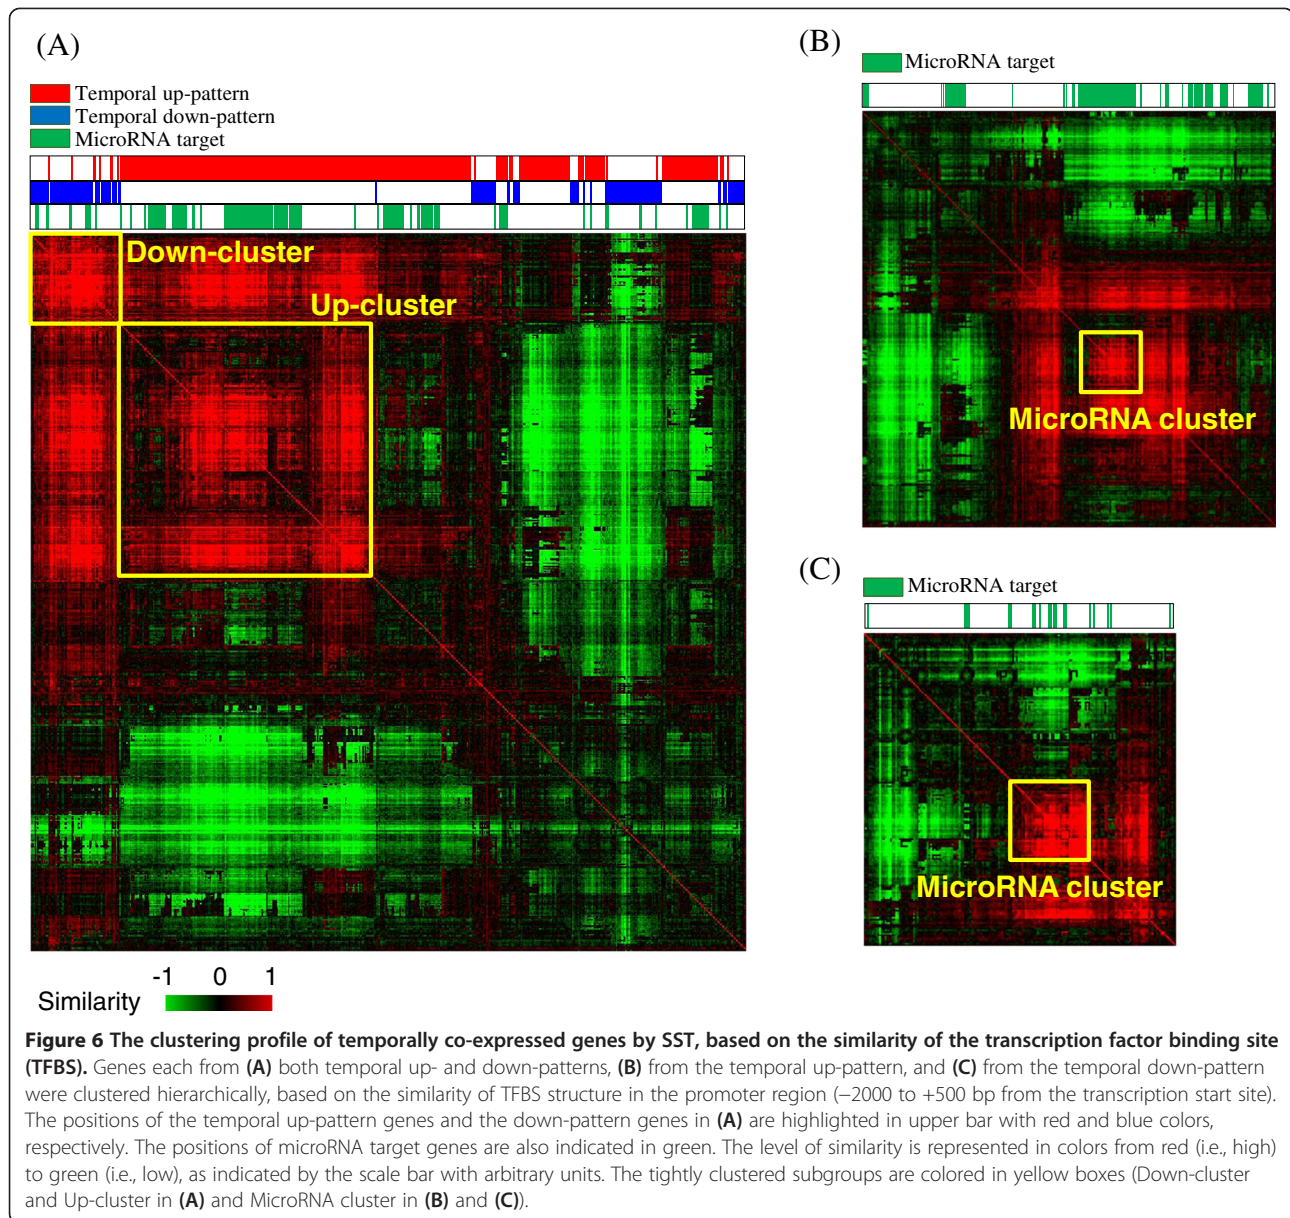 (A)
Temporal up-pattern
Temporal down-pattern
MicroRNA target
Down-cluster
Up-cluster
-1 0 1
Similarity
(B)
MicroRNA target
MicroRNA cluster
(C)
MicroRNA target
MicroRNA cluster
Figure 6 The clustering profile of temporally co-expressed genes by SST, based on the similarity of the transcription factor binding site
(TFBS). Genes each from (A) both temporal up- and down-patterns, (B) from the temporal up-pattern, and (C) from the temporal down-pattern
were clustered hierarchically, based on the similarity of TFBS structure in the promoter region (−2000 to +500 bp from the transcription start site).
The positions of the temporal up-pattern genes and the down-pattern genes in (A) are highlighted in upper bar with red and blue colors,
respectively. The positions of microRNA target genes are also indicated in green. The level of similarity is represented in colors from red (i.e., high)
to green (i.e., low), as indicated by the scale bar with arbitrary units. The tightly clustered subgroups are colored in yellow boxes (Down-cluster
and Up-cluster in (A) and MicroRNA cluster in (B) and (C)).